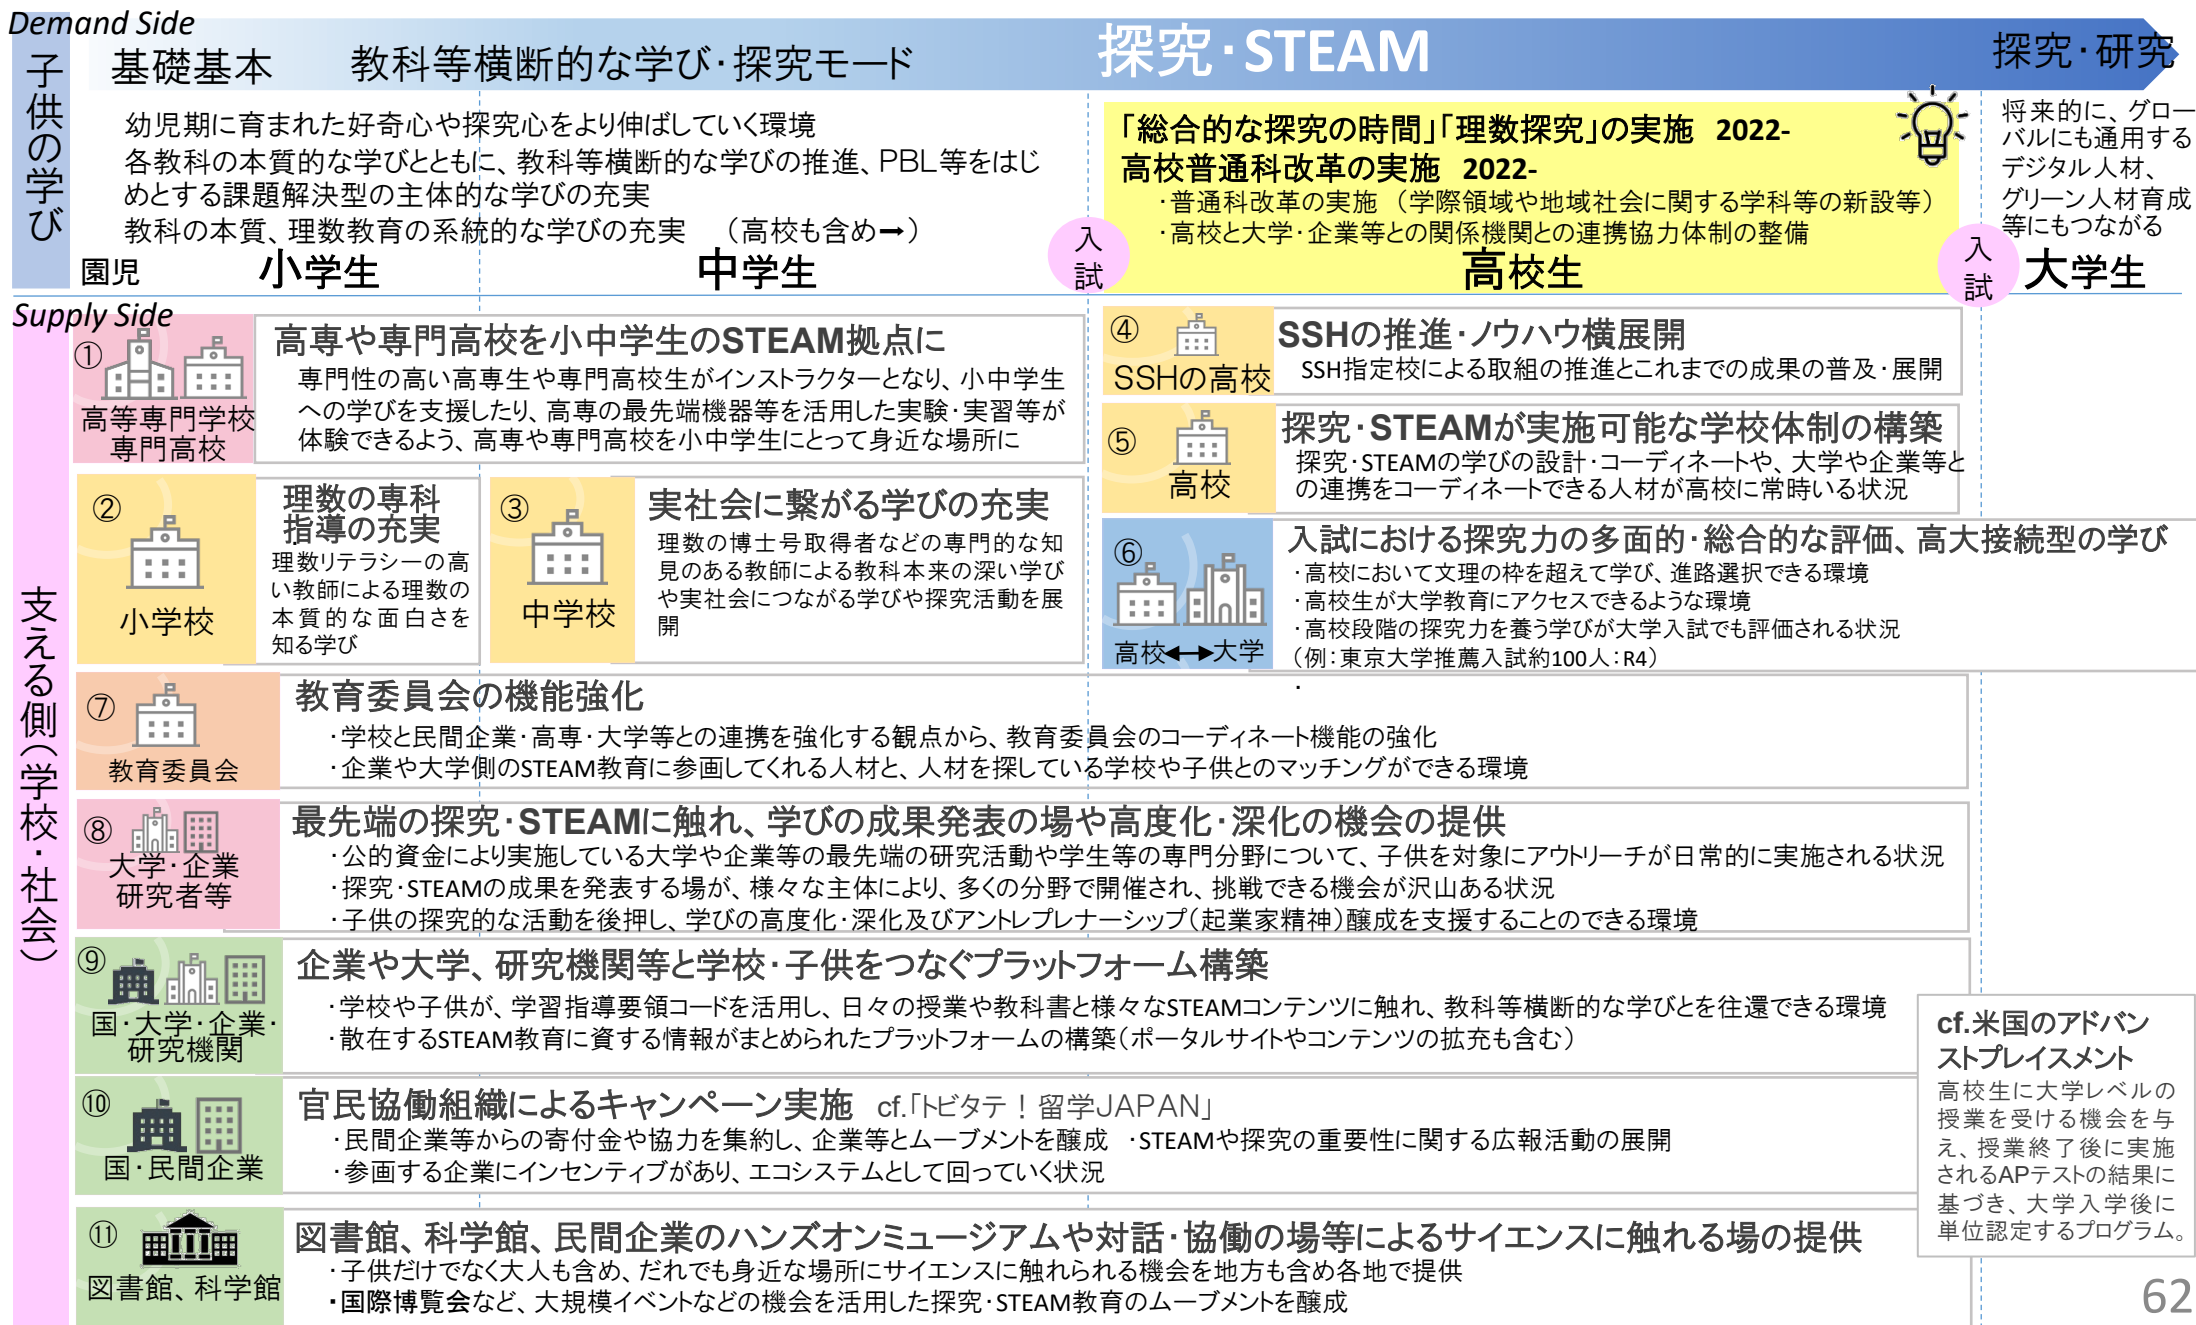 Demand Side
子供の学び
基礎基本
教科等横断的な学び・探究モード
探究・STEAM
探究・研究
幼児期に育まれた好奇心や探究心をより伸ばしていく環境
各教科の本質的な学びとともに、教科等横断的な学びの推進、PBL等をはじ
めとする課題解決型の主体的な学びの充実
教科の本質、理数教育の系統的な学びの充実　（高校も含め→）
園児
小学生
中学生
入
試
「総合的な探究の時間」「理数探究」の実施 2022-
高校普通科改革の実施 2022-
・普通科改革の実施（学際領域や地域社会に関する学科等の新設等）
・高校と大学・企業等との関係機関との連携協力体制の整備
高校生
入
試
将来的に、グロー
バルにも通用する
デジタル人材、
グリーン人材育成
等にもつながる
大学生
Supply Side
支える側（学校・社会）
①
高等専門学校
専門高校
高専や専門高校を小中学生のSTEAM拠点に
専門性の高い高専生や専門高校生がインストラクターとなり、小中学生
への学びを支援したり、高専の最先端機器等を活用した実験・実習等が
体験できるよう、高専や専門高校を小中学生にとって身近な場所に
②
小学校
理数の専科
指導の充実
理数リテラシーの高
い教師による理数の
本質的な面白さを
知る学び
③
中学校
実社会に繋がる学びの充実
理数の博士号取得者などの専門的な知
見のある教師による教科本来の深い学び
や実社会につながる学びや探究活動を展
開
④
SSHの高校
SSHの推進・ノウハウ横展開
SSH指定校による取組の推進とこれまでの成果の普及・展開
⑤
高校
探究・STEAMが実施可能な学校体制の構築
探究・STEAMの学びの設計・コーディネートや、大学や企業等と
の連携をコーディネートできる人材が高校に常時いる状況
⑥
高校⟷大学
入試における探究力の多面的・総合的な評価、高大接続型の学び
・高校において文理の枠を超えて学び、進路選択できる環境
・高校生が大学教育にアクセスできるような環境
・高校段階の探究力を養う学びが大学入試でも評価される状況
（例：東京大学推薦入試約100人：R4）
・
⑦
教育委員会
教育委員会の機能強化
・学校と民間企業・高専・大学等との連携を強化する観点から、教育委員会のコーディネート機能の強化
・企業や大学側のSTEAM教育に参画してくれる人材と、人材を探している学校や子供とのマッチングができる環境
⑧
大学・企業
研究者等
最先端の探究・STEAMに触れ、学びの成果発表の場や高度化・深化の機会の提供
・公的資金により実施している大学や企業等の最先端の研究活動や学生等の専門分野について、子供を対象にアウトリーチが日常的に実施される状況
・探究・STEAMの成果を発表する場が、様々な主体により、多くの分野で開催され、挑戦できる機会が沢山ある状況
・子供の探究的な活動を後押し、学びの高度化・深化及びアントレプレナーシップ（起業家精神）醸成を支援することのできる環境
⑨
国・大学・企業・
研究機関
企業や大学、研究機関等と学校・子供をつなぐプラットフォーム構築
・学校や子供が、学習指導要領コードを活用し、日々の授業や教科書と様々なSTEAMコンテンツに触れ、教科等横断的な学びとを往還できる環境
・散在するSTEAM教育に資する情報がまとめられたプラットフォームの構築（ポータルサイトやコンテンツの拡充も含む）
⑩
国・民間企業
官民協働組織によるキャンペーン実施 cf.「トビタテ！留学JAPAN」
・民間企業等からの寄付金や協力を集約し、企業等とムーブメントを醸成 ・STEAMや探究の重要性に関する広報活動の展開
・参画する企業にインセンティブがあり、エコシステムとして回っていく状況
⑪
図書館、科学館
図書館、科学館、民間企業のハンズオンミュージアムや対話・協働の場等によるサイエンスに触れる場の提供
・子供だけでなく大人も含め、だれでも身近な場所にサイエンスに触れられる機会を地方も含め各地で提供
・国際博覧会など、大規模イベントなどの機会を活用した探究・STEAM教育のムーブメントを醸成
cf.米国のアドバン
ストプレイスメント
高校生に大学レベルの
授業を受ける機会を与
え、授業終了後に実施
されるAPテストの結果に
基づき、大学入学後に
単位認定するプログラム。
62